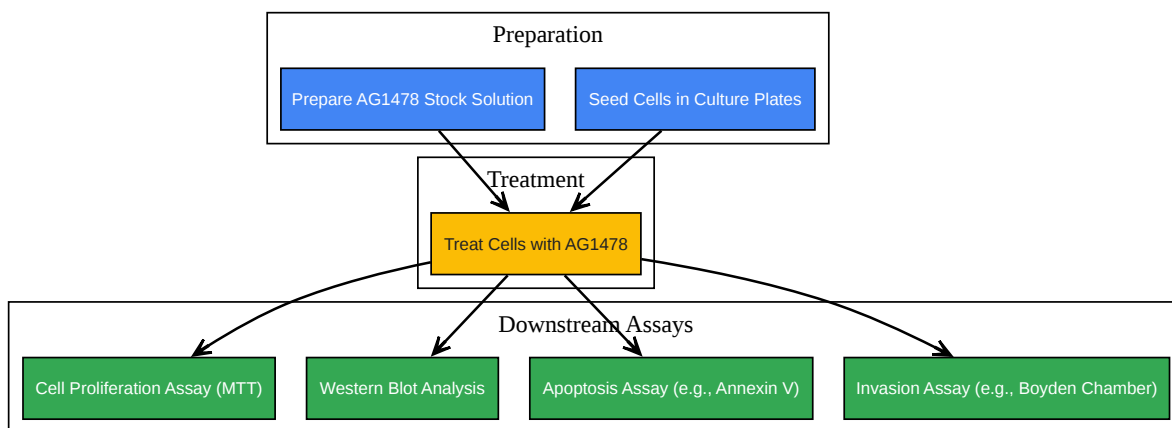 Preparation
Prepare AG1478 Stock Solution
Seed Cells in Culture Plates
Treatment
Treat Cells with AG1478
Downstream Assays
Cell Proliferation Assay (MTT)
Western Blot Analysis
Apoptosis Assay (e.g., Annexin V)
Invasion Assay (e.g., Boyden Chamber)